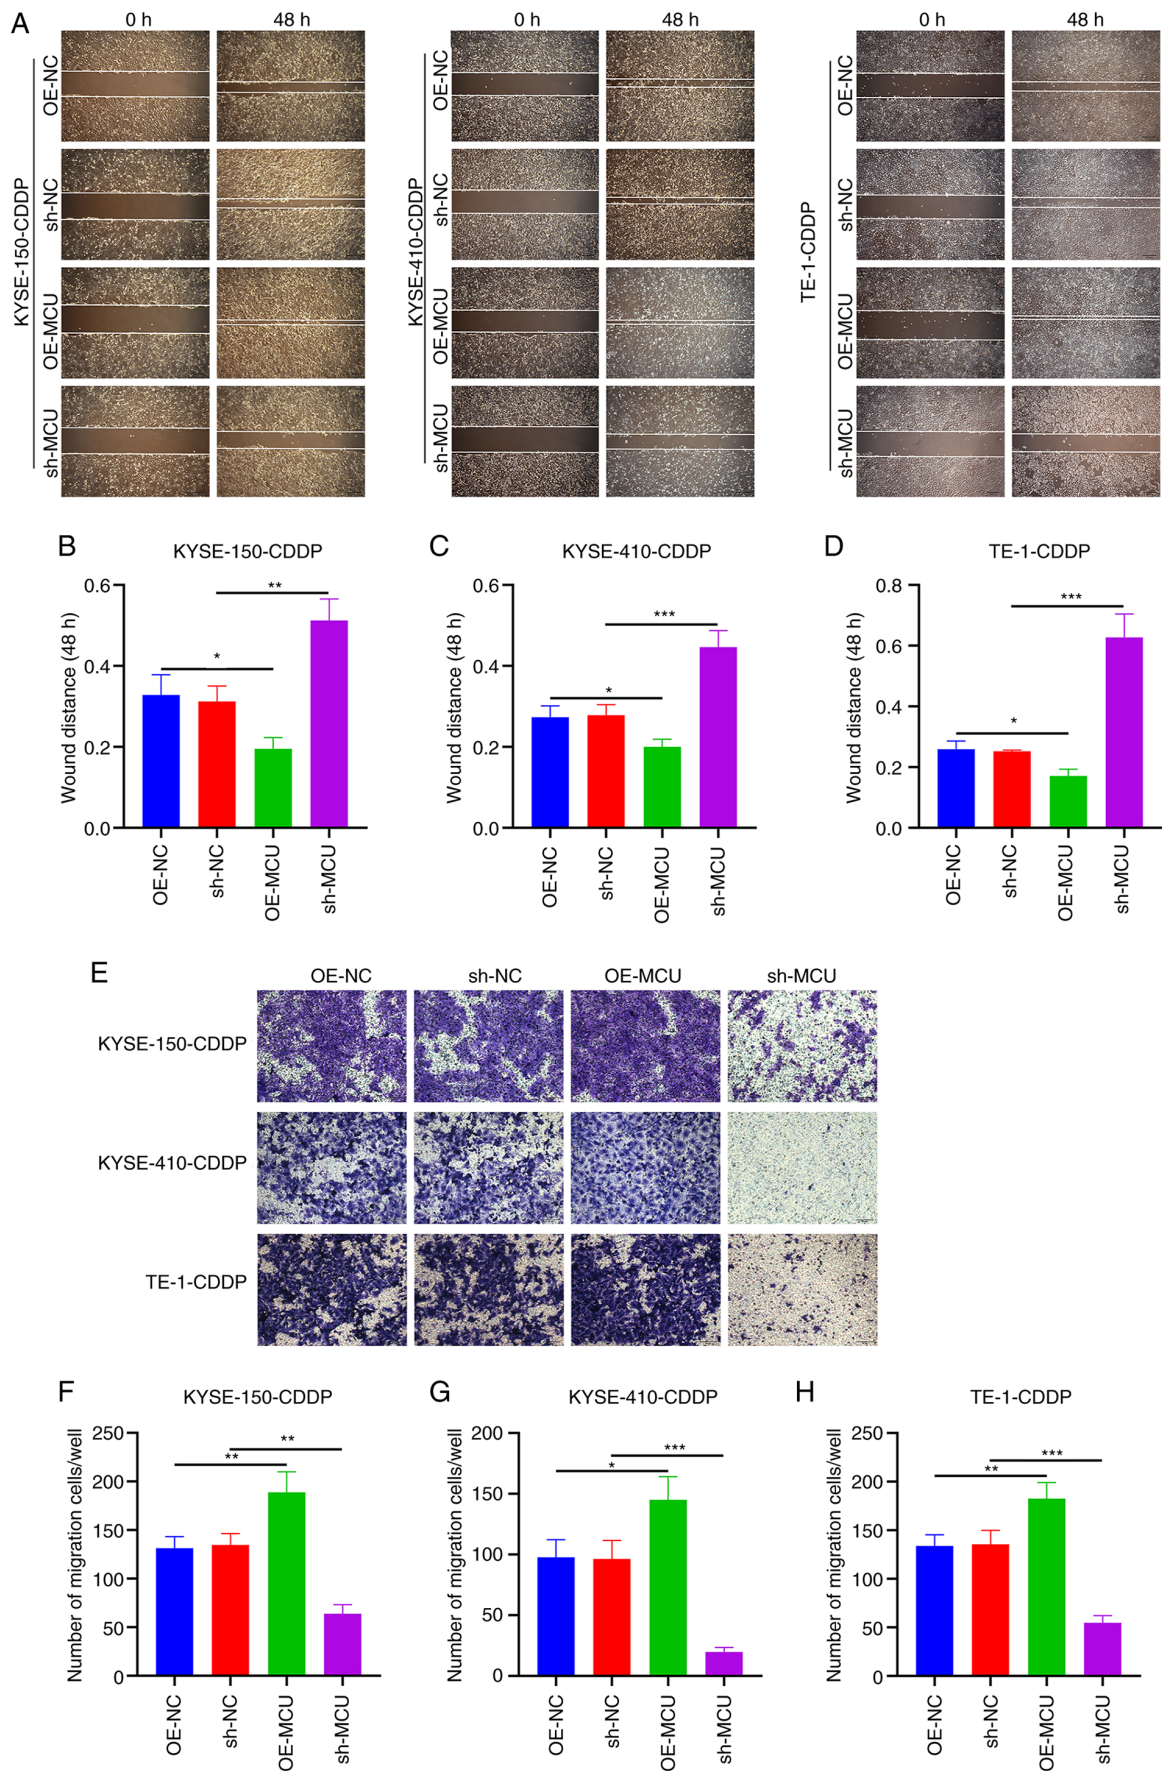 A
0 h 48 h 0 h 48 h 0 h 48 h
KYSE-150-CDDP
OE-NC
sh-NC
OE-MCU
sh-MCU
KYSE-410-CDDP
OE-NC
sh-NC
OE-MCU
sh-MCU
TE-1-CDDP
OE-NC
sh-NC
OE-MCU
sh-MCU
B
KYSE-150-CDDP
Wound distance (48 h)
0.6
0.4
0.2
0.0
**
*
OE-NC
sh-NC
OE-MCU
sh-MCU
C
KYSE-410-CDDP
Wound distance (48 h)
0.6
0.4
0.2
0.0
***
*
OE-NC
sh-NC
OE-MCU
sh-MCU
D
TE-1-CDDP
Wound distance (48 h)
0.8
0.6
0.4
0.2
0.0
***
*
OE-NC
sh-NC
OE-MCU
sh-MCU
E
OE-NC sh-NC OE-MCU sh-MCU
KYSE-150-CDDP
KYSE-410-CDDP
TE-1-CDDP
F
KYSE-150-CDDP
Number of migration cells/well
250
200
150
100
50
0
**
**
OE-NC
sh-NC
OE-MCU
sh-MCU
G
KYSE-410-CDDP
Number of migration cells/well
200
150
100
50
0
***
*
OE-NC
sh-NC
OE-MCU
sh-MCU
H
TE-1-CDDP
Number of migration cells/well
250
200
150
100
50
0
***
**
OE-NC
sh-NC
OE-MCU
sh-MCU